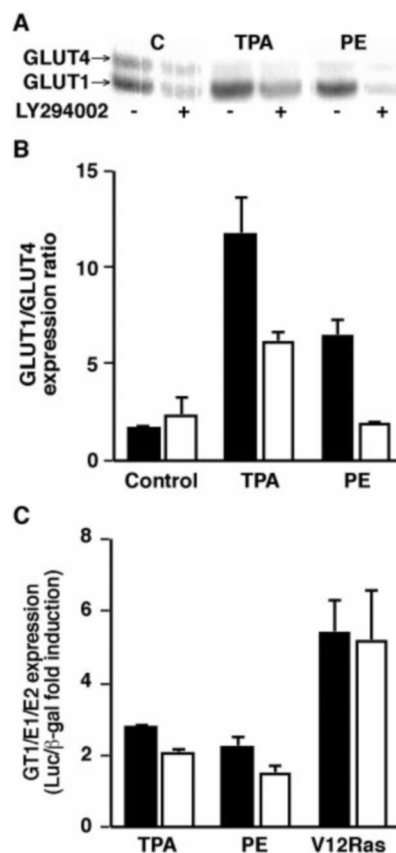 A
C TPA PE
GLUT4→
GLUT1→
LY294002 - + - + - +
B
GLUT1/GLUT4
expression ratio
15
10
5
0
Control TPA PE
C
GT1/E1/E2 expression
(Luc/β-gal fold induction)
8
6
4
2
0
TPA PE V12Ras